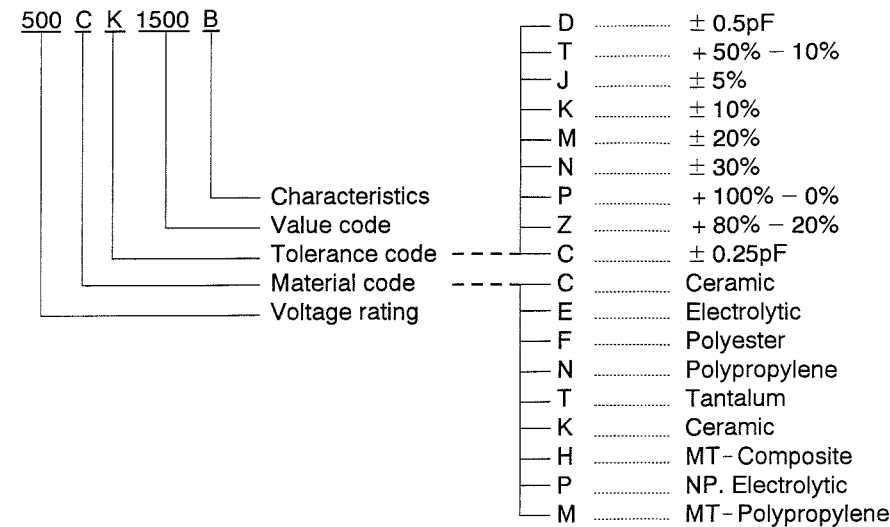 500 C K 1500 B
Characteristics
Value code
Tolerance code
Material code
Voltage rating
D ........ ± 0.5pF
T ........ + 50% − 10%
J ........ ± 5%
K ........ ± 10%
M ........ ± 20%
N ........ ± 30%
P ........ + 100% − 0%
Z ........ + 80% − 20%
C ........ ± 0.25pF
C ........ Ceramic
E ........ Electrolytic
F ........ Polyester
N ........ Polypropylene
T ........ Tantalum
K ........ Ceramic
H ........ MT-Composite
P ........ NP. Electrolytic
M ........ MT-Polypropylene